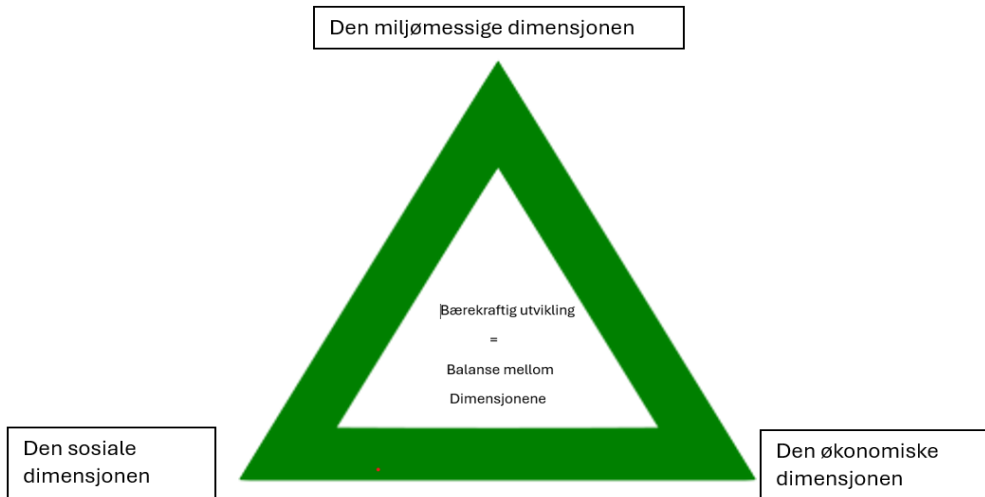 Den miljømessige dimensjonen
Bærekraftig utvikling
=
Balanse mellom
Dimensjonene
Den sosiale
dimensjonen
Den økonomiske
dimensjonen